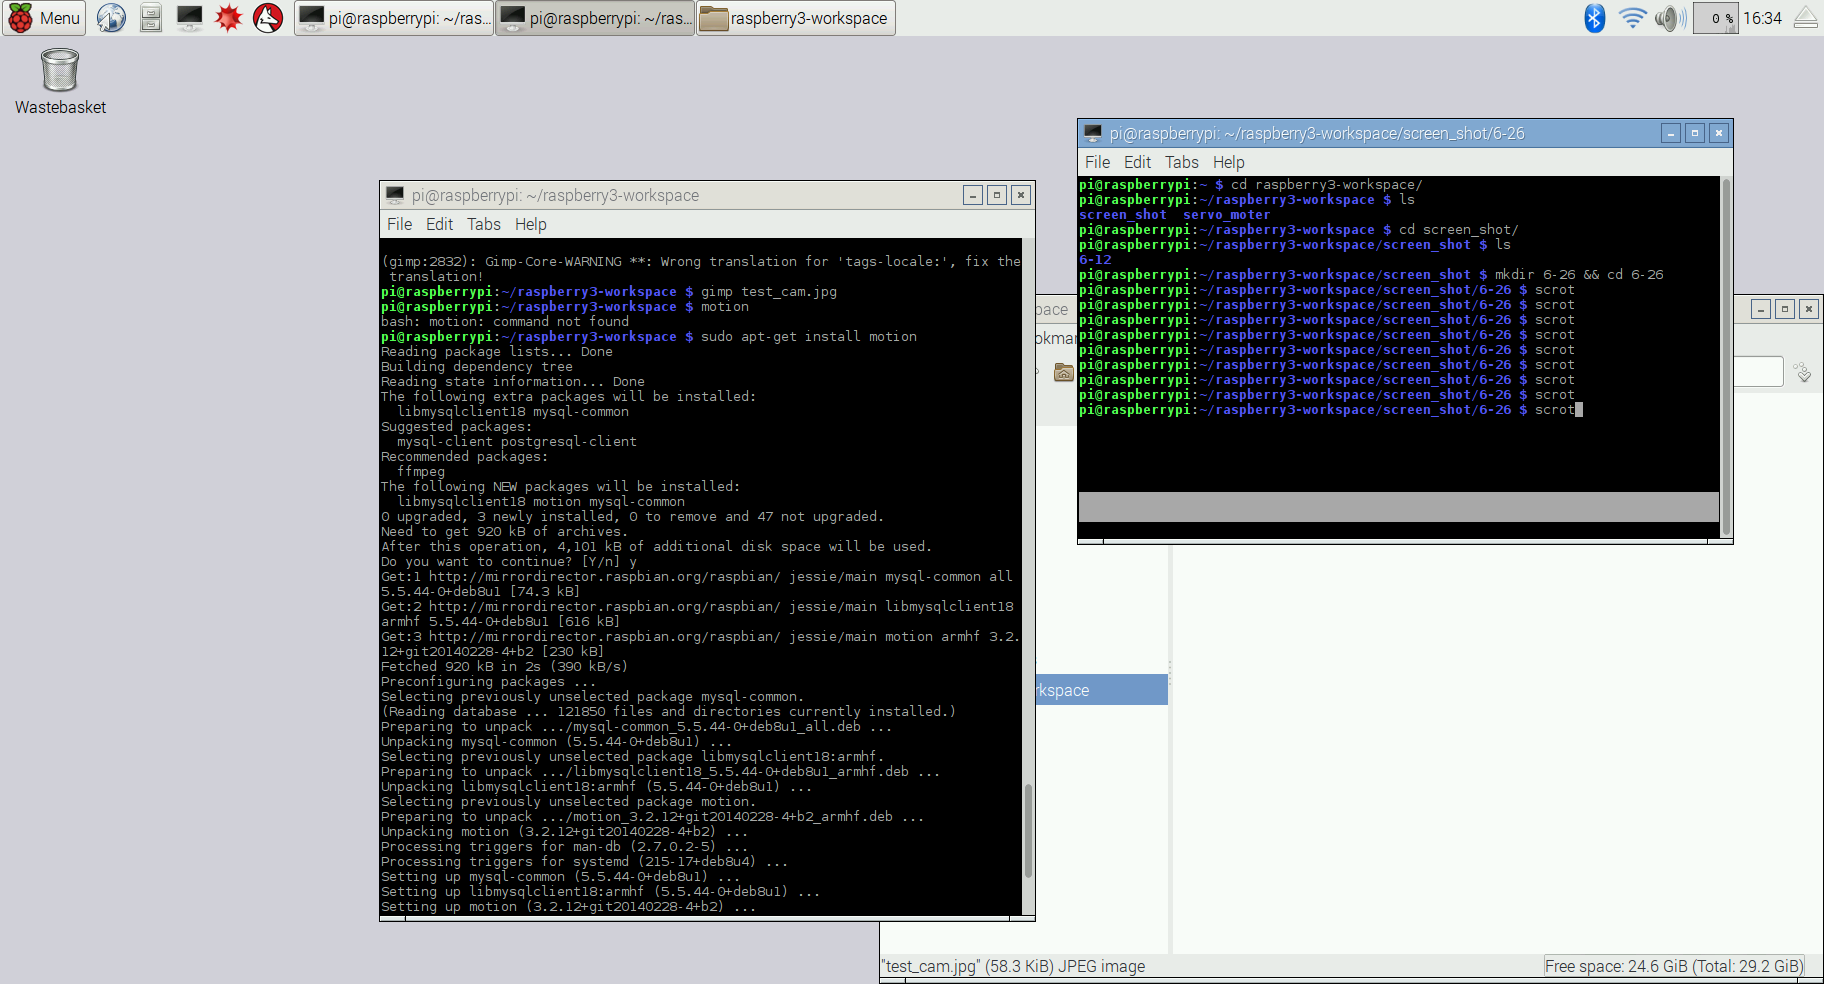 Menu
pi@raspberrypi: ~/ras...
pi@raspberrypi: ~/ras...
raspberry3-workspace
0 %
16:34
Wastebasket
pi@raspberrypi: ~/raspberry3-workspace
File Edit Tabs Help
(gimp:2832): Gimp-Core-WARNING **: Wrong translation for 'tags-locale:', fix the
 translation!
pi@raspberrypi:~/raspberry3-workspace $ gimp test_cam.jpg
pi@raspberrypi:~/raspberry3-workspace $ motion
bash: motion: command not found
pi@raspberrypi:~/raspberry3-workspace $ sudo apt-get install motion
Reading package lists... Done
Building dependency tree
Reading state information... Done
The following extra packages will be installed:
  libmysqlclient18 mysql-common
Suggested packages:
  mysql-client postgresql-client
Recommended packages:
  ffmpeg
The following NEW packages will be installed:
  libmysqlclient18 motion mysql-common
0 upgraded, 3 newly installed, 0 to remove and 47 not upgraded.
Need to get 920 kB of archives.
After this operation, 4,101 kB of additional disk space will be used.
Do you want to continue? [Y/n] y
Get:1 http://mirrordirector.raspbian.org/raspbian/ jessie/main mysql-common all
5.5.44-0+deb8u1 [74.3 kB]
Get:2 http://mirrordirector.raspbian.org/raspbian/ jessie/main libmysqlclient18
armhf 5.5.44-0+deb8u1 [616 kB]
Get:3 http://mirrordirector.raspbian.org/raspbian/ jessie/main motion armhf 3.2.
12+git20140228-4+b2 [230 kB]
Fetched 920 kB in 2s (390 kB/s)
Preconfiguring packages ...
Selecting previously unselected package mysql-common.
(Reading database ... 121850 files and directories currently installed.)
Preparing to unpack .../mysql-common_5.5.44-0+deb8u1_all.deb ...
Unpacking mysql-common (5.5.44-0+deb8u1) ...
Selecting previously unselected package libmysqlclient18:armhf.
Preparing to unpack .../libmysqlclient18_5.5.44-0+deb8u1_armhf.deb ...
Unpacking libmysqlclient18:armhf (5.5.44-0+deb8u1) ...
Selecting previously unselected package motion.
Preparing to unpack .../motion_3.2.12+git20140228-4+b2_armhf.deb ...
Unpacking motion (3.2.12+git20140228-4+b2) ...
Processing triggers for man-db (2.7.0.2-5) ...
Processing triggers for systemd (215-17+deb8u4) ...
Setting up mysql-common (5.5.44-0+deb8u1) ...
Setting up libmysqlclient18:armhf (5.5.44-0+deb8u1) ...
Setting up motion (3.2.12+git20140228-4+b2) ...
pi@raspberrypi: ~/raspberry3-workspace/screen_shot/6-26
File Edit Tabs Help
pi@raspberrypi:~ $ cd raspberry3-workspace/
pi@raspberrypi:~/raspberry3-workspace $ ls
screen_shot  servo_moter
pi@raspberrypi:~/raspberry3-workspace $ cd screen_shot/
pi@raspberrypi:~/raspberry3-workspace/screen_shot $ ls
6-12
pi@raspberrypi:~/raspberry3-workspace/screen_shot $ mkdir 6-26 && cd 6-26
pi@raspberrypi:~/raspberry3-workspace/screen_shot/6-26 $ scrot
pi@raspberrypi:~/raspberry3-workspace/screen_shot/6-26 $ scrot
pi@raspberrypi:~/raspberry3-workspace/screen_shot/6-26 $ scrot
pi@raspberrypi:~/raspberry3-workspace/screen_shot/6-26 $ scrot
pi@raspberrypi:~/raspberry3-workspace/screen_shot/6-26 $ scrot
pi@raspberrypi:~/raspberry3-workspace/screen_shot/6-26 $ scrot
pi@raspberrypi:~/raspberry3-workspace/screen_shot/6-26 $ scrot
pi@raspberrypi:~/raspberry3-workspace/screen_shot/6-26 $ scrot
pi@raspberrypi:~/raspberry3-workspace/screen_shot/6-26 $ scrot
pace
okmar
rkspace
"test_cam.jpg" (58.3 KiB) JPEG image
Free space: 24.6 GiB (Total: 29.2 GiB)